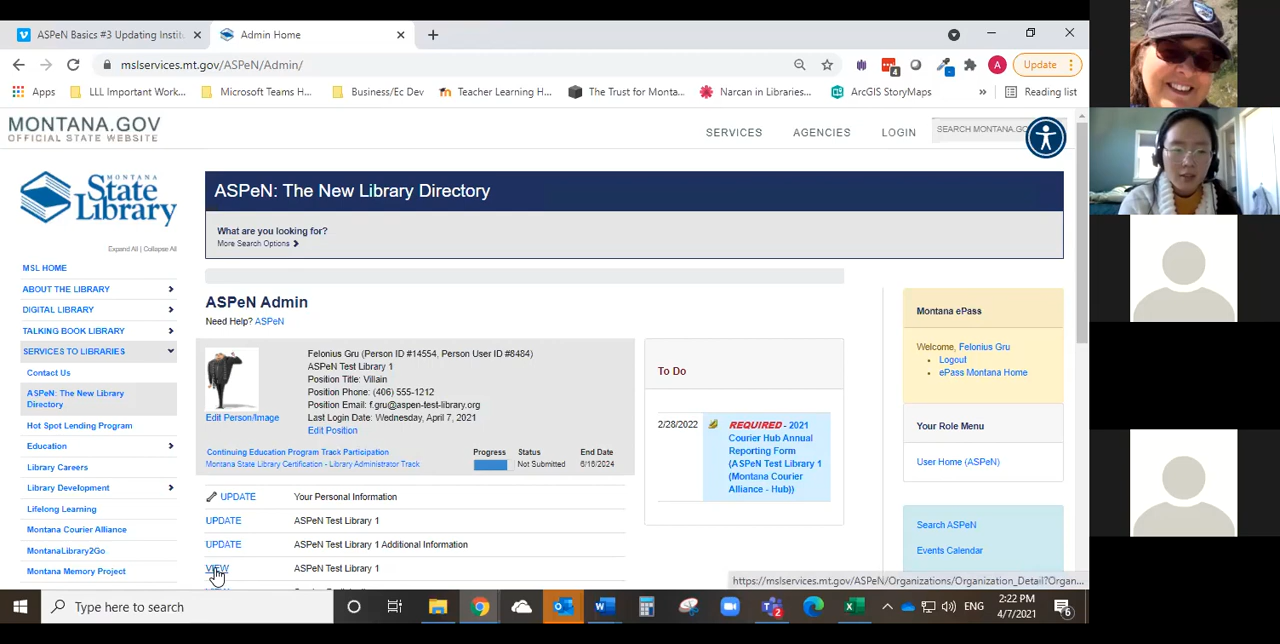 ASPeN Basics #3 Updating Instit
Admin Home
mslservices.mt.gov/ASPeN/Admin/
4
A
Update
Apps
LLL Important Work...
Microsoft Teams H...
Business/Ec Dev
Teacher Learning H...
The Trust for Monta...
Narcan in Libraries...
ArcGIS StoryMaps
»
Reading list
MONTANA.GOV
OFFICIAL STATE WEBSITE
SERVICES
AGENCIES
LOGIN
SEARCH MONTANA.GO
MONTANA
State
Library
Expand All | Collapse All
MSL HOME
ABOUT THE LIBRARY
DIGITAL LIBRARY
TALKING BOOK LIBRARY
SERVICES TO LIBRARIES
Contact Us
ASPeN: The New Library
Directory
Hot Spot Lending Program
Education
Library Careers
Library Development
Lifelong Learning
Montana Courier Alliance
MontanaLibrary2Go
Montana Memory Project
ASPeN: The New Library Directory
What are you looking for?
More Search Options
ASPeN Admin
Need Help? ASPeN
Edit Person/Image
Felonius Gru (Person ID #14554, Person User ID #8484)
ASPeN Test Library 1
Position Title: Villain
Position Phone: (406) 555-1212
Position Email: f.gru@aspen-test-library.org
Last Login Date: Wednesday, April 7, 2021
Edit Position
Continuing Education Program Track Participation
Progress
Status
End Date
Montana State Library Certification - Library Administrator Track
Not Submitted
6/16/2024
UPDATE
Your Personal Information
UPDATE
ASPeN Test Library 1
UPDATE
ASPeN Test Library 1 Additional Information
VIEW
ASPeN Test Library 1
To Do
2/28/2022
REQUIRED - 2021
Courier Hub Annual
Reporting Form
(ASPeN Test Library 1
(Montana Courier
Alliance - Hub))
Montana ePass
Welcome, Felonius Gru
Logout
ePass Montana Home
Your Role Menu
User Home (ASPeN)
Search ASPeN
Events Calendar
https://mslservices.mt.gov/ASPeN/Organizations/Organization_Detail?Organ...
Type here to search
2
ENG
2:22 PM
4/7/2021
6